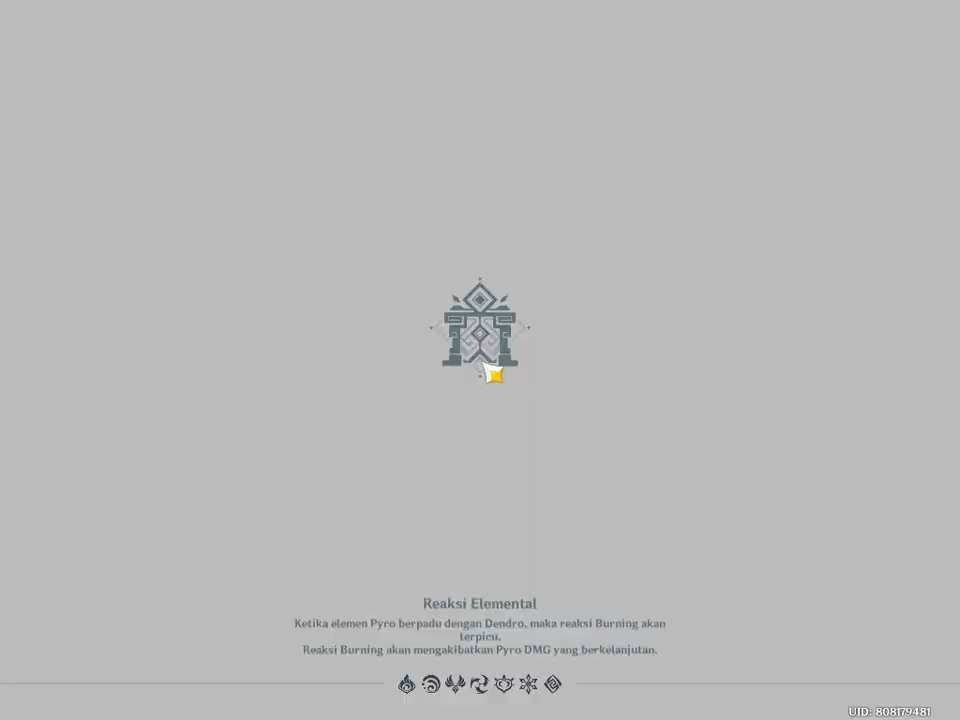 Reaksi Elemental
Ketika elemen Pyro berpadu dengan Dendro, maka reaksi Burning akan
terpicu.
Reaksi Burning akan mengakibatkan Pyro DMG yang berkelanjutan.
UID: 808179481